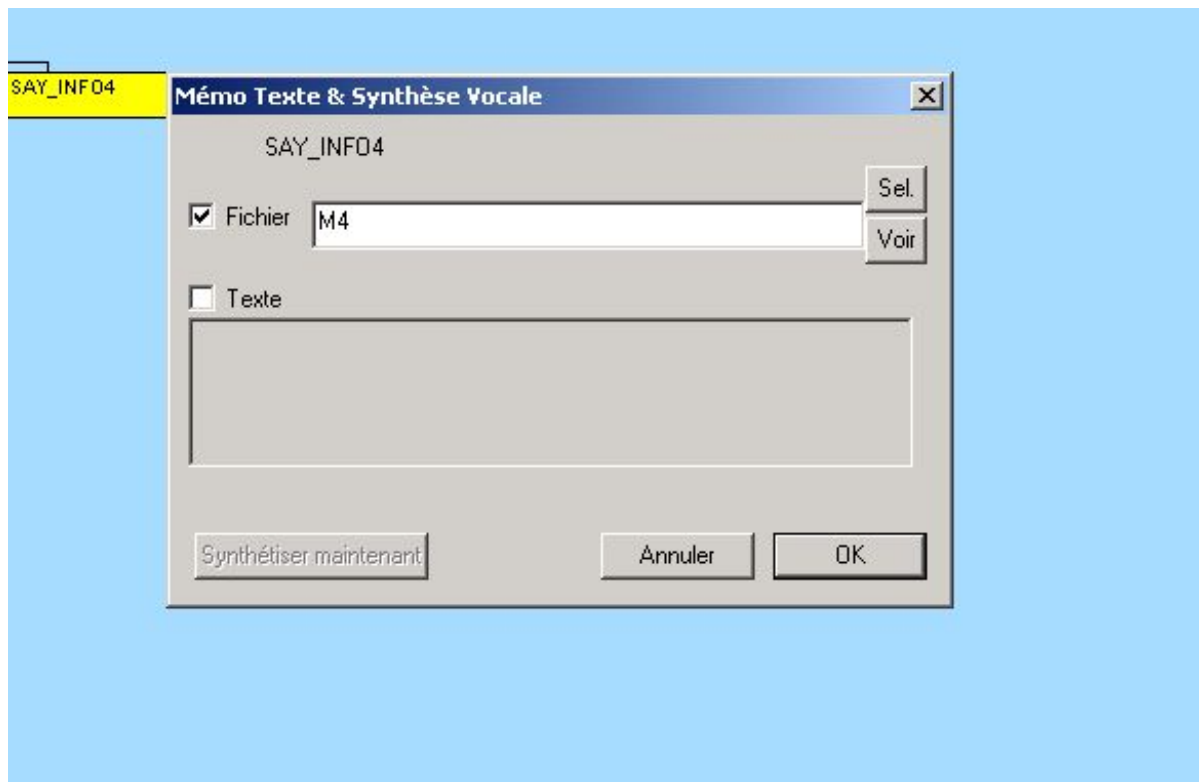 SAY_INFO4
Mémo Texte & Synthèse Vocale
SAY_INFO4
Sel.
Fichier M4
Voir
Texte
Synthétiser maintenant Annuler OK